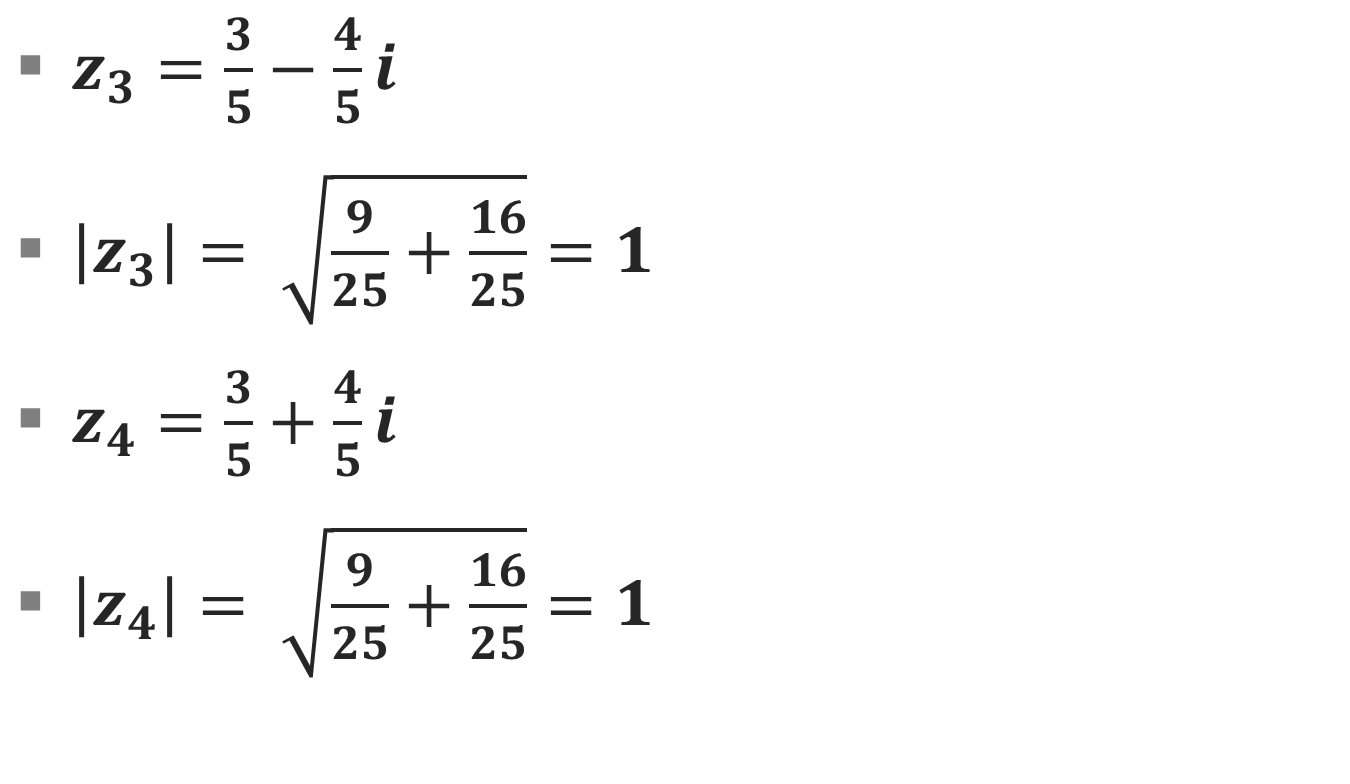 ▪ z₃ = 3/5 − 4/5 i
▪ |z₃| = √(9/25 + 16/25) = 1
▪ z₄ = 3/5 + 4/5 i
▪ |z₄| = √(9/25 + 16/25) = 1